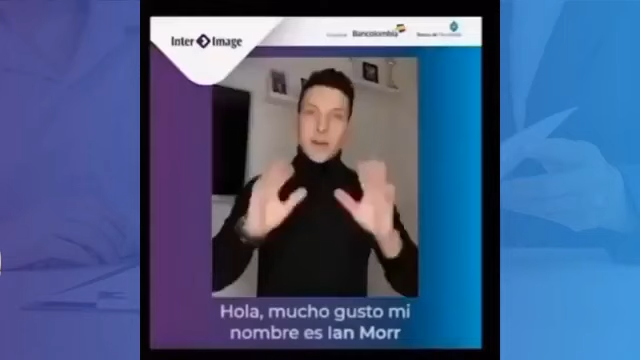 Inter Image
Bancolombia
Hola, mucho gusto mi
nombre es Ian Morr